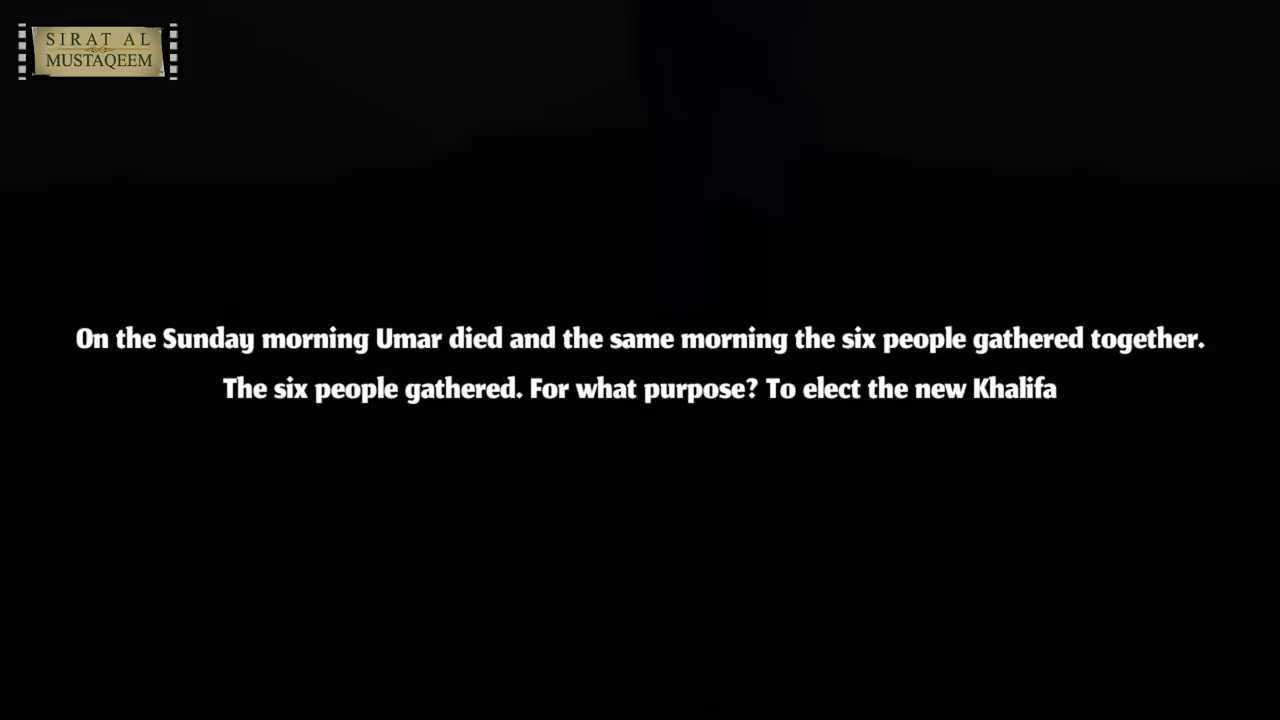 SIRAT AL
MUSTAQEEM
On the Sunday morning Umar died and the same morning the six people gathered together.
The six people gathered. For what purpose? To elect the new Khalifa